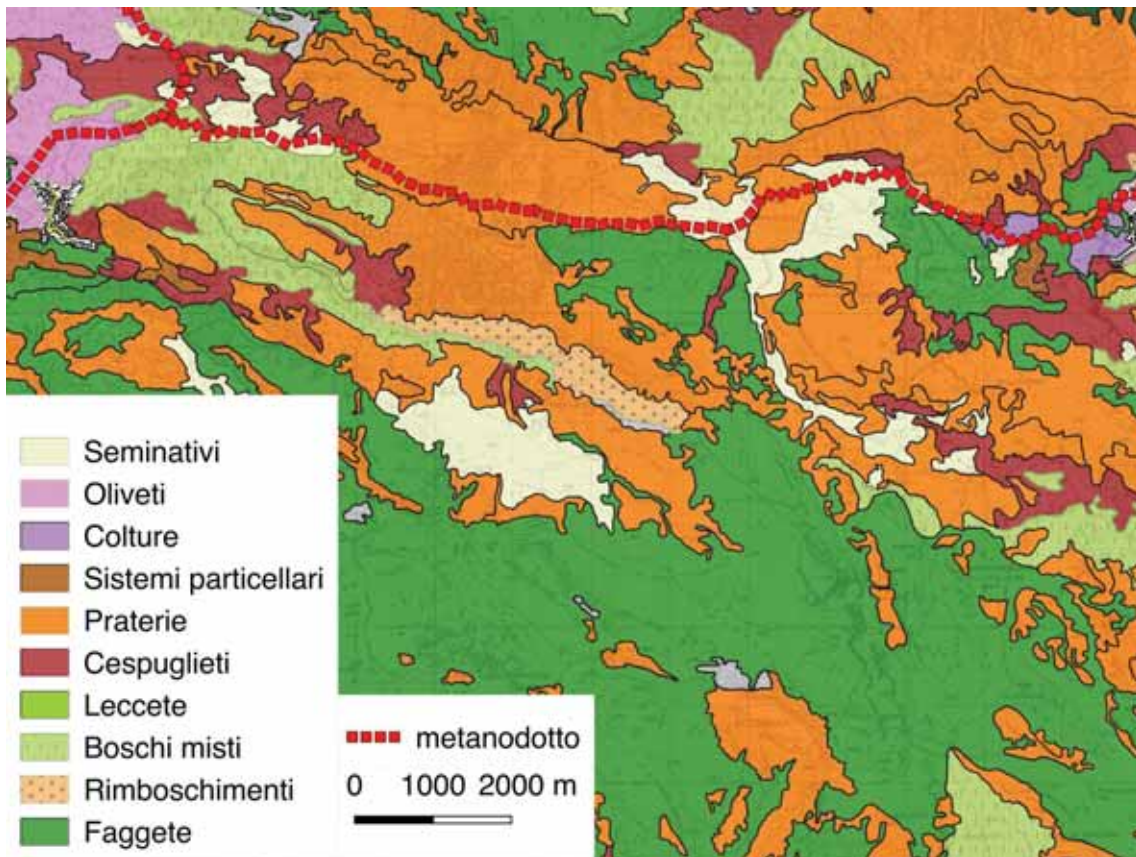 Seminativi
Oliveti
Colture
Sistemi particellari
Praterie
Cespuglieti
Leccete
Boschi misti
Rimboschimenti
Faggete
metanodotto
0 1000 2000 m